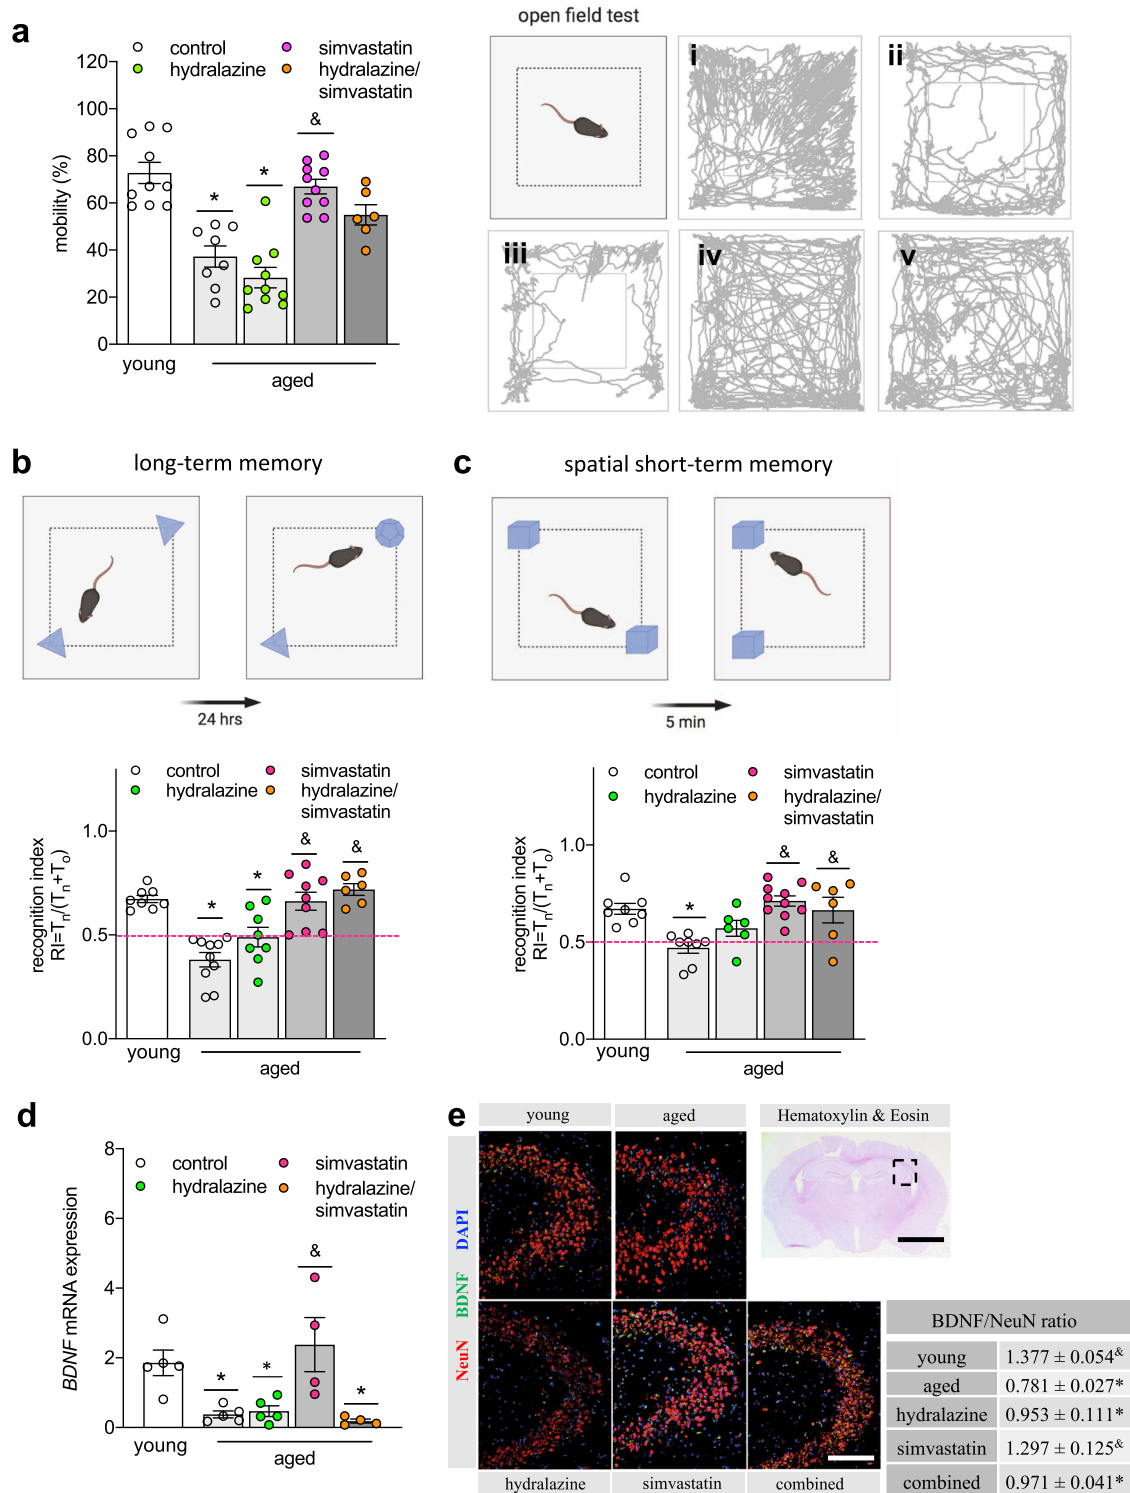 a
control
hydralazine
simvastatin
hydralazine/
simvastatin
mobility (%)
120
100
80
60
40
20
0
*
*
&
young
aged
open field test
i
ii
iii
iv
v
b
long-term memory
24 hrs
control
hydralazine
simvastatin
hydralazine/
simvastatin
recognition index
RI=Tn/(Tn+To)
1.0
0.5
0.0
*
*
&
&
young
aged
c
spatial short-term memory
5 min
control
hydralazine
simvastatin
hydralazine/
simvastatin
recognition index
RI=Tn/(Tn+To)
1.0
0.5
0.0
*
&
&
young
aged
d
control
hydralazine
simvastatin
hydralazine/
simvastatin
BDNF mRNA expression
8
6
4
2
0
*
*
&
*
young
aged
e
young
aged
Hematoxylin & Eosin
NeuN BDNF DAPI
hydralazine
simvastatin
combined
BDNF/NeuN ratio
young 1.377 ± 0.054&
aged 0.781 ± 0.027*
hydralazine 0.953 ± 0.111*
simvastatin 1.297 ± 0.125&
combined 0.971 ± 0.041*